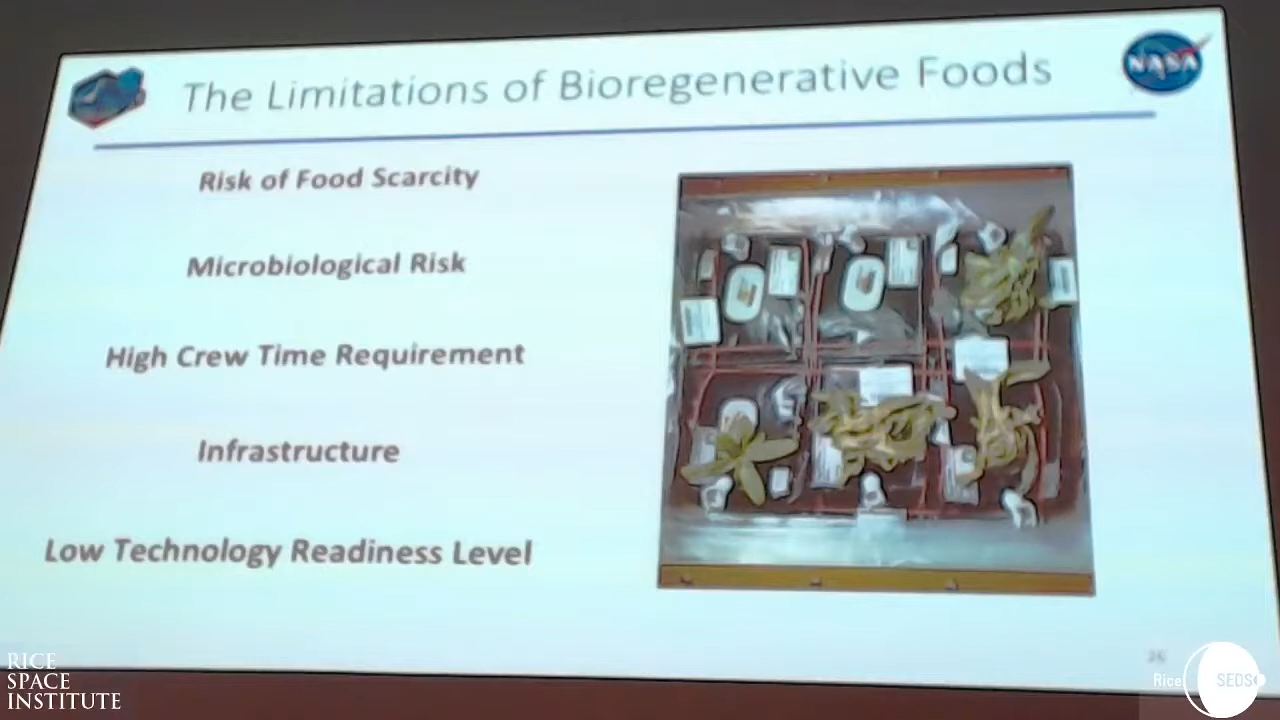 The Limitations of Bioregenerative Foods
NASA
Risk of Food Scarcity
Microbiological Risk
High Crew Time Requirement
Infrastructure
Low Technology Readiness Level
26
RICE
SPACE
INSTITUTE
Rice SEDS